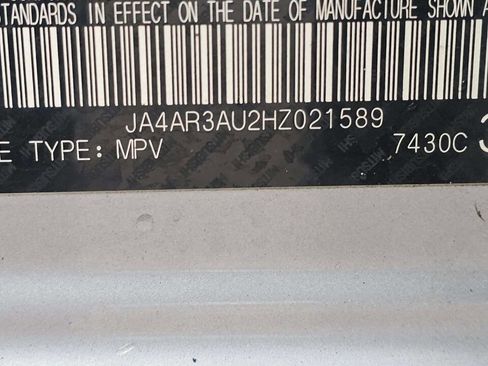 STANDARDS IN EFFECT ON THE DATE OF MANUFACTURE SHOWN A
JA4AR3AU2HZ021589
E TYPE: MPV 7430C